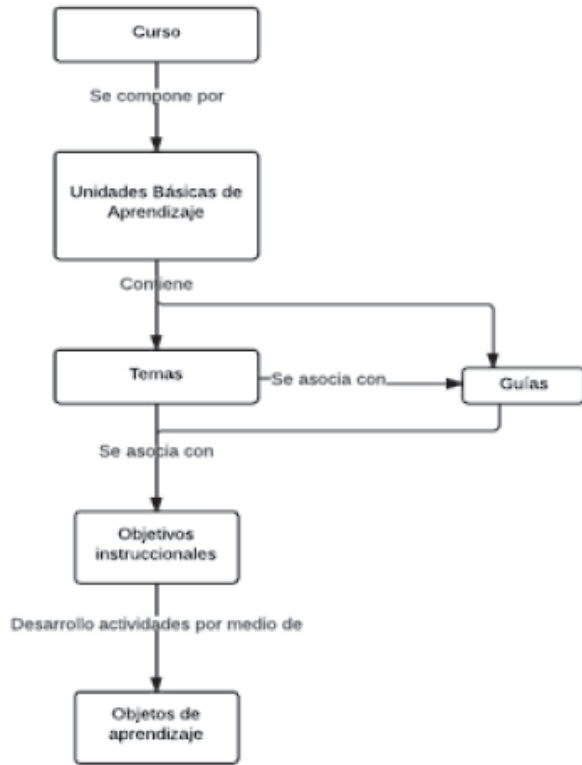 Curso
Se compone por
Unidades Básicas de
Aprendizaje
Contiene
Temas
Se asocia con
Guías
Se asocia con
Objetivos
instruccionales
Desarrollo actividades por medio de
Objetos de
aprendizaje